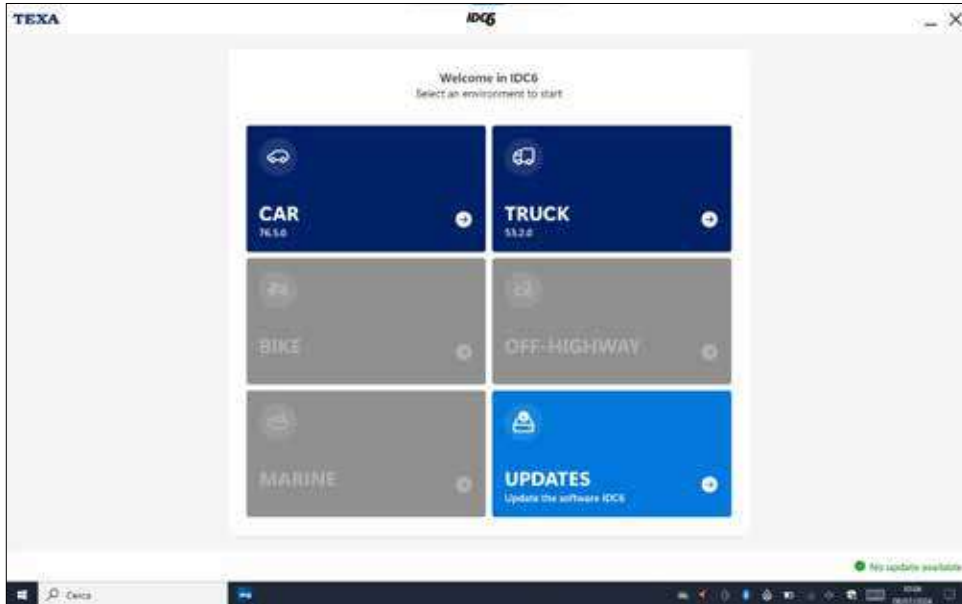 TEXA
IDC6
Welcome in IDC6
Select an environment to start
CAR
76.5.0
TRUCK
53.2.0
BIKE
OFF-HIGHWAY
MARINE
UPDATES
Update the software IDC6
No update available
Cerca